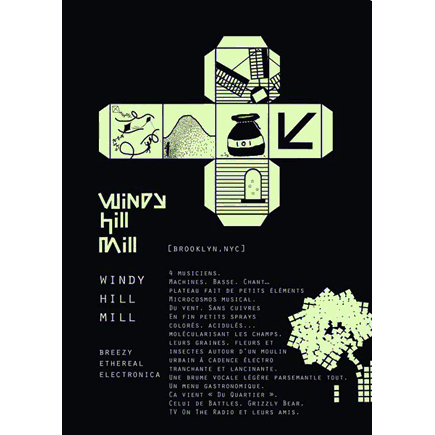 101
WiNDy
hill
Mill
[BROOKLYN.NYC]
WINDY
HILL
MILL
BREEZY
ETHEREAL
ELECTRONICA
4 MUSICIENS.
MACHINES. BASSE. CHANT…
PLATEAU FAIT DE PETITS ÉLÉMENTS
MICROCOSMOS MUSICAL.
DU VENT. SANS CUIVRES
EN FIN PETITS SPRAYS
COLORÉS, ACIDULÉS...
MOLÉCULARISANT LES CHAMPS,
LEURS GRAINES, FLEURS ET
INSECTES AUTOUR D'UN MOULIN
URBAIN À CADENCE ÉLECTRO
TRANCHANTE ET LANCINANTE.
UNE BRUME VOCALE LÉGÈRE PARSEMANTLE TOUT.
UN MENU GASTRONOMIQUE.
CA VIENT « DU QUARTIER ».
CELUI DE BATTLES, GRIZZLY BEAR,
TV ON THE RADIO ET LEURS AMIS.